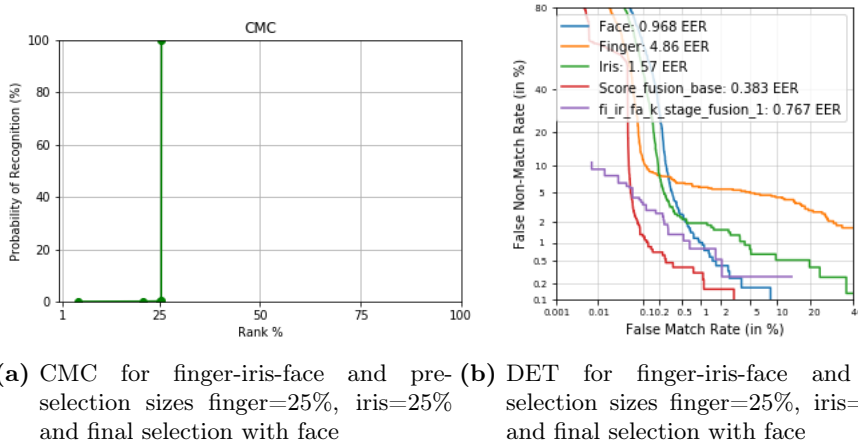 CMC
Probability of Recognition (%)
100
80
60
40
20
0
1
25
50
75
100
Rank %
(a) CMC for finger-iris-face and pre-
selection sizes finger=25%, iris=25%
and final selection with face
False Non-Match Rate (in %)
80
40
20
10
5
2
1
0.5
0.2
0.1
Face: 0.968 EER
Finger: 4.86 EER
Iris: 1.57 EER
Score_fusion_base: 0.383 EER
fi_ir_fa_k_stage_fusion_1: 0.767 EER
0.001
0.01
0.10.2
0.5
1
2
5
10
20
40
False Match Rate (in %)
(b) DET for finger-iris-face and
selection sizes finger=25%, iris=
and final selection with face